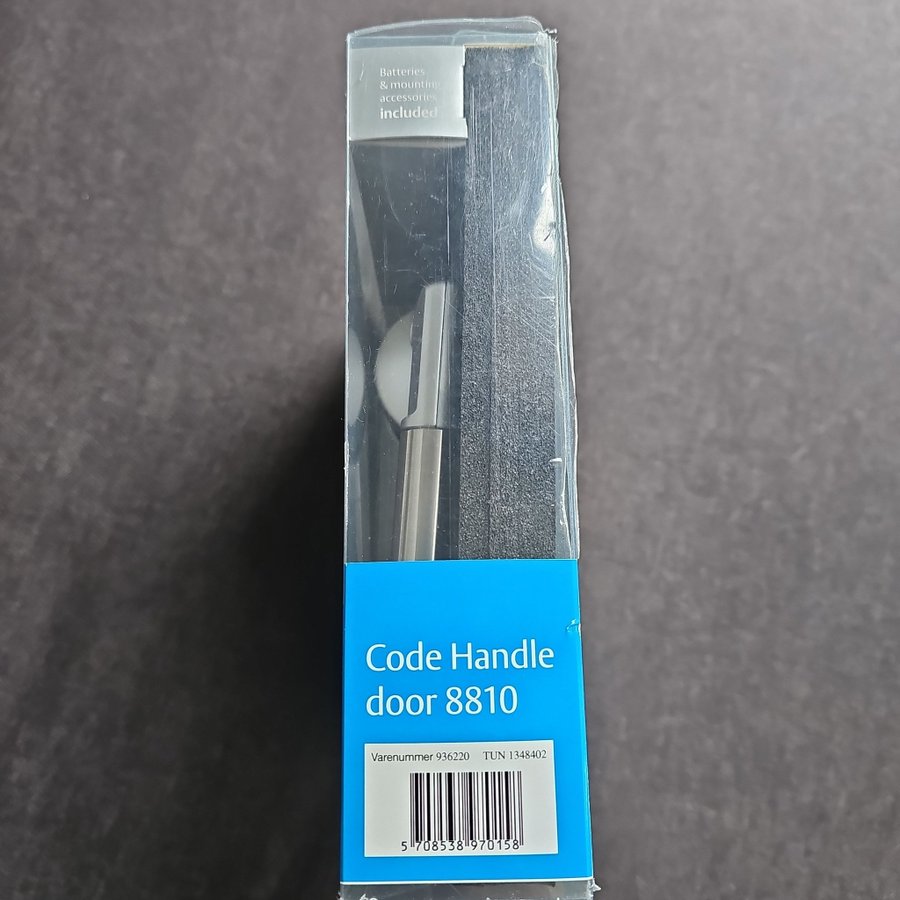 Batteries
& mounting
accessories
included
Code Handle
door 8810
Varenummer 936220 TUN 1348402
5 708538 970158